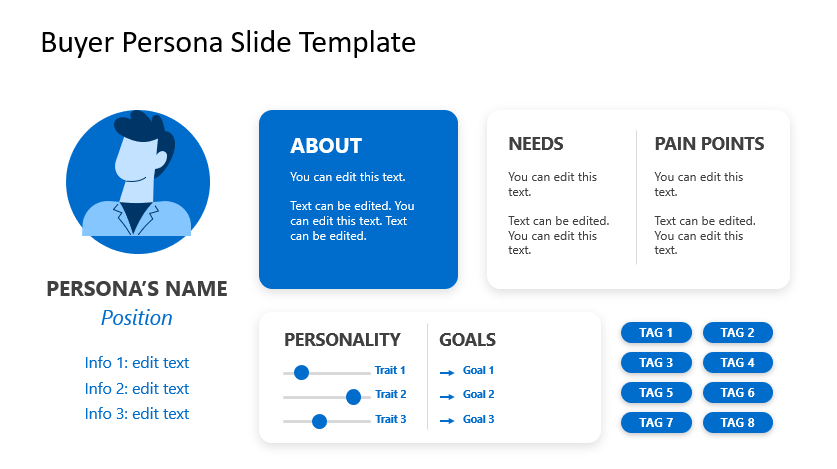 Buyer Persona Slide Template
PERSONA’S NAME
Position
Info 1: edit text
Info 2: edit text
Info 3: edit text
ABOUT
You can edit this text.
Text can be edited. You
can edit this text. Text
can be edited.
NEEDS
You can edit this
text.
Text can be edited.
You can edit this
text.
PAIN POINTS
You can edit this
text.
Text can be edited.
You can edit this
text.
PERSONALITY
Trait 1
Trait 2
Trait 3
GOALS
Goal 1
Goal 2
Goal 3
TAG 1
TAG 2
TAG 3
TAG 4
TAG 5
TAG 6
TAG 7
TAG 8